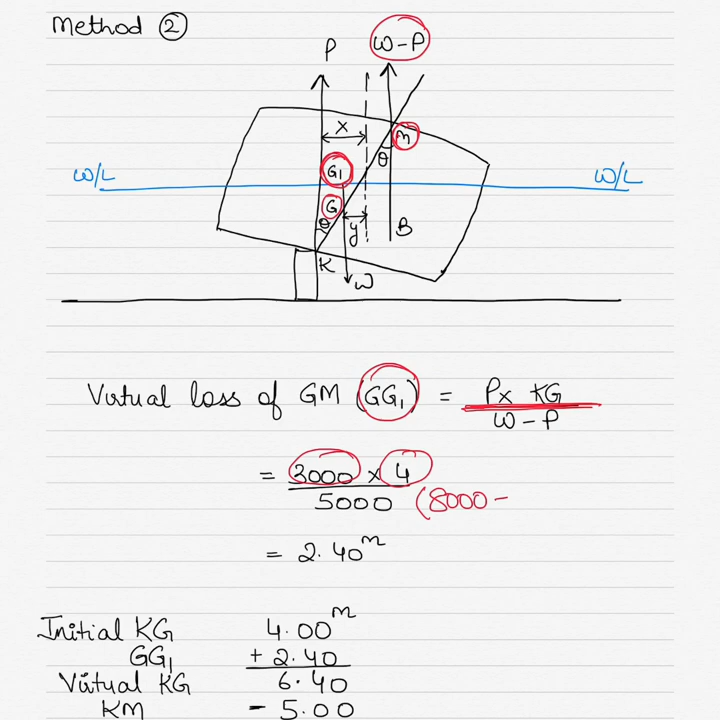 Method ②
P W-P
x
M
θ
W/L G1 W/L
G
θ y B
K W
Virtual loss of GM (GG₁) = P x KG
W - P
= 3000 x 4
5000 (8000 -
= 2.40ᵐ
Initial KG 4.00ᵐ
GG₁ + 2.40
Virtual KG 6.40
KM - 5.00